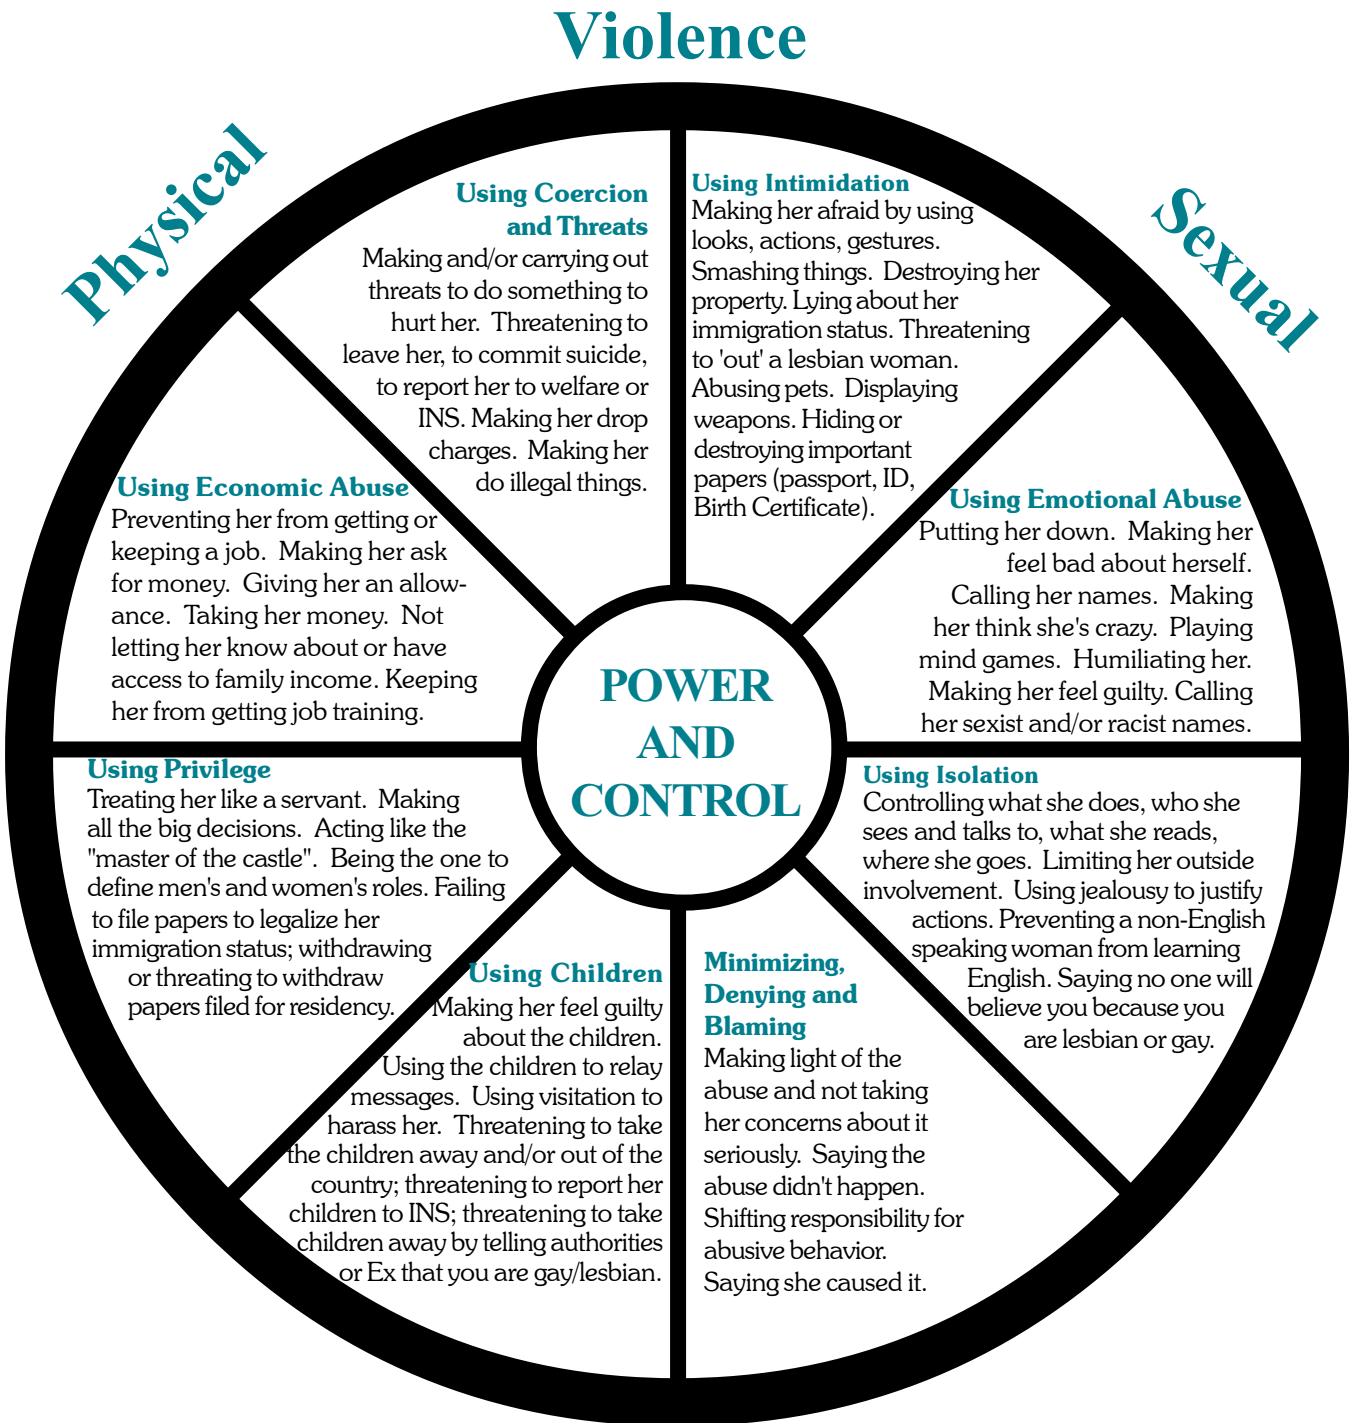 Violence
Physical
Sexual
Using Coercion
and Threats
Making and/or carrying out
threats to do something to
hurt her. Threatening to
leave her, to commit suicide,
to report her to welfare or
INS. Making her drop
charges. Making her
do illegal things.
Using Intimidation
Making her afraid by using
looks, actions, gestures.
Smashing things. Destroying her
property. Lying about her
immigration status. Threatening
to 'out' a lesbian woman.
Abusing pets. Displaying
weapons. Hiding or
destroying important
papers (passport, ID,
Birth Certificate).
Using Economic Abuse
Preventing her from getting or
keeping a job. Making her ask
for money. Giving her an allow-
ance. Taking her money. Not
letting her know about or have
access to family income. Keeping
her from getting job training.
Using Emotional Abuse
Putting her down. Making her
feel bad about herself.
Calling her names. Making
her think she's crazy. Playing
mind games. Humiliating her.
Making her feel guilty. Calling
her sexist and/or racist names.
POWER
AND
CONTROL
Using Privilege
Treating her like a servant. Making
all the big decisions. Acting like the
"master of the castle". Being the one to
define men's and women's roles. Failing
to file papers to legalize her
immigration status; withdrawing
or threating to withdraw
papers filed for residency.
Using Isolation
Controlling what she does, who she
sees and talks to, what she reads,
where she goes. Limiting her outside
involvement. Using jealousy to justify
actions. Preventing a non-English
speaking woman from learning
English. Saying no one will
believe you because you
are lesbian or gay.
Using Children
Making her feel guilty
about the children.
Using the children to relay
messages. Using visitation to
harass her. Threatening to take
the children away and/or out of the
country; threatening to report her
children to INS; threatening to take
children away by telling authorities
or Ex that you are gay/lesbian.
Minimizing,
Denying and
Blaming
Making light of the
abuse and not taking
her concerns about it
seriously. Saying the
abuse didn't happen.
Shifting responsibility for
abusive behavior.
Saying she caused it.